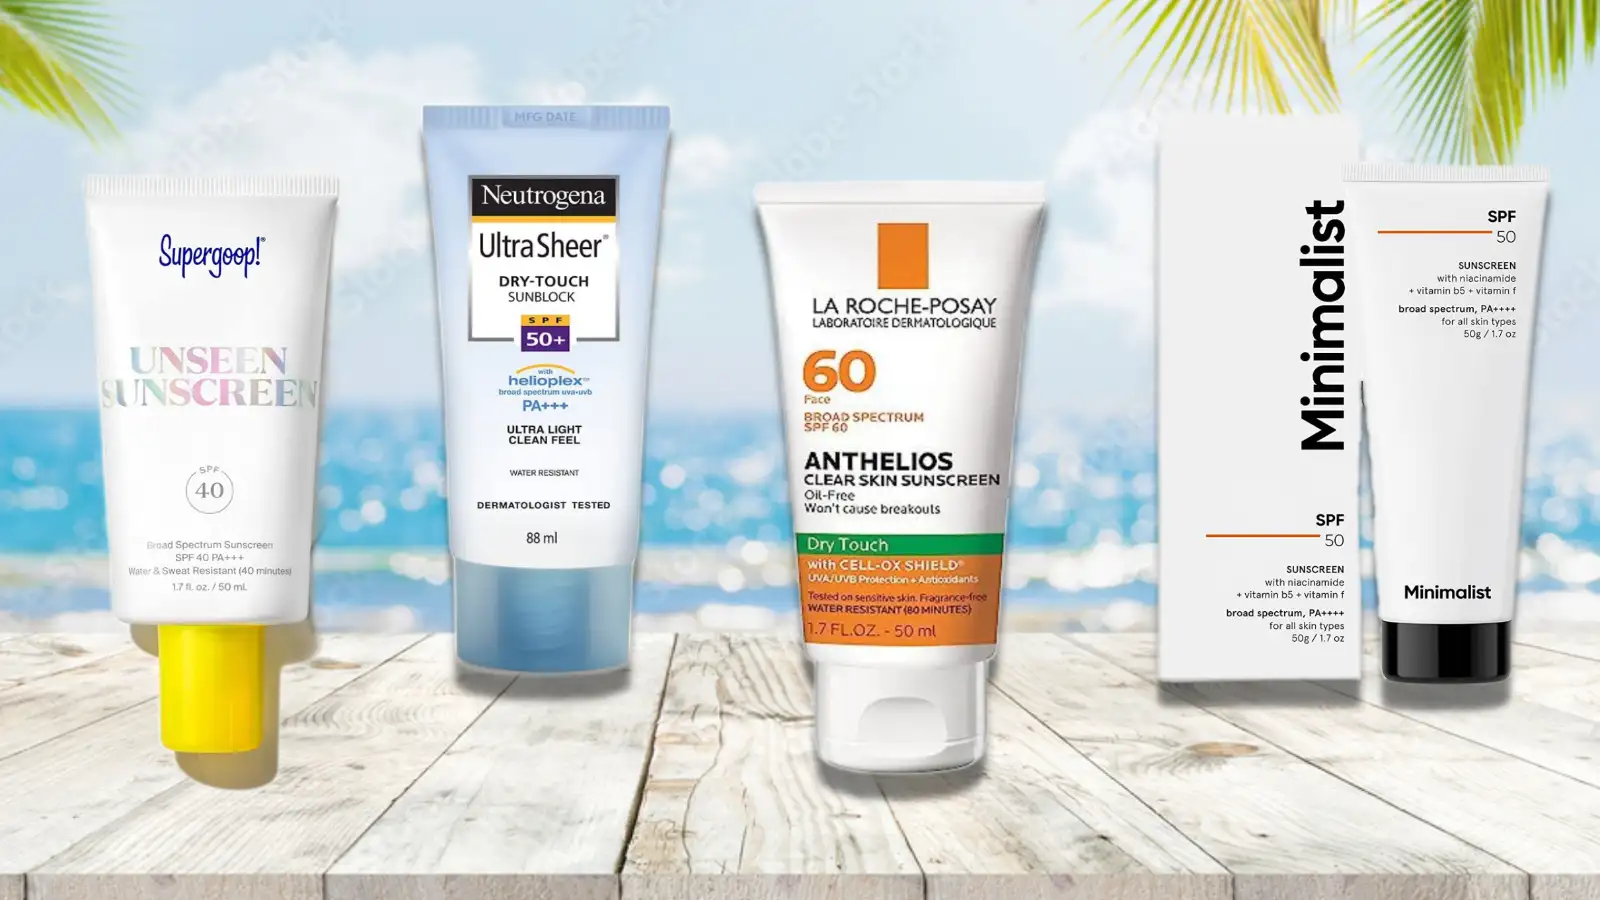 Supergoop!
UNSEEN
SUNSCREEN
SPF
40
Broad Spectrum Sunscreen
SPF 40 PA+++
Water & Sweat Resistant (40 minutes)
1.7 fl. oz. / 50 mL
MFG DATE
Neutrogena
Ultra Sheer®
DRY-TOUCH
SUNBLOCK
SPF
50+
with
helioplex™
broad spectrum uva-uvb
PA+++
ULTRA LIGHT
CLEAN FEEL
WATER RESISTANT
DERMATOLOGIST TESTED
88 ml
LA ROCHE-POSAY
LABORATOIRE DERMATOLOGIQUE
60
Face
BROAD SPECTRUM
SPF 60
ANTHELIOS
CLEAR SKIN SUNSCREEN
Oil-Free
Won't cause breakouts
Dry Touch
with CELL-OX SHIELD®
UVA/UVB Protection + Antioxidants
Tested on sensitive skin. Fragrance-free
WATER RESISTANT (80 MINUTES)
1.7 FL.OZ. - 50 ml
Minimalist
SPF
50
SUNSCREEN
with niacinamide
+ vitamin b5 + vitamin f
broad spectrum, PA++++
for all skin types
50g / 1.7 oz
SPF
50
SUNSCREEN
with niacinamide
+ vitamin b5 + vitamin f
broad spectrum, PA++++
for all skin types
50g / 1.7 oz
Minimalist